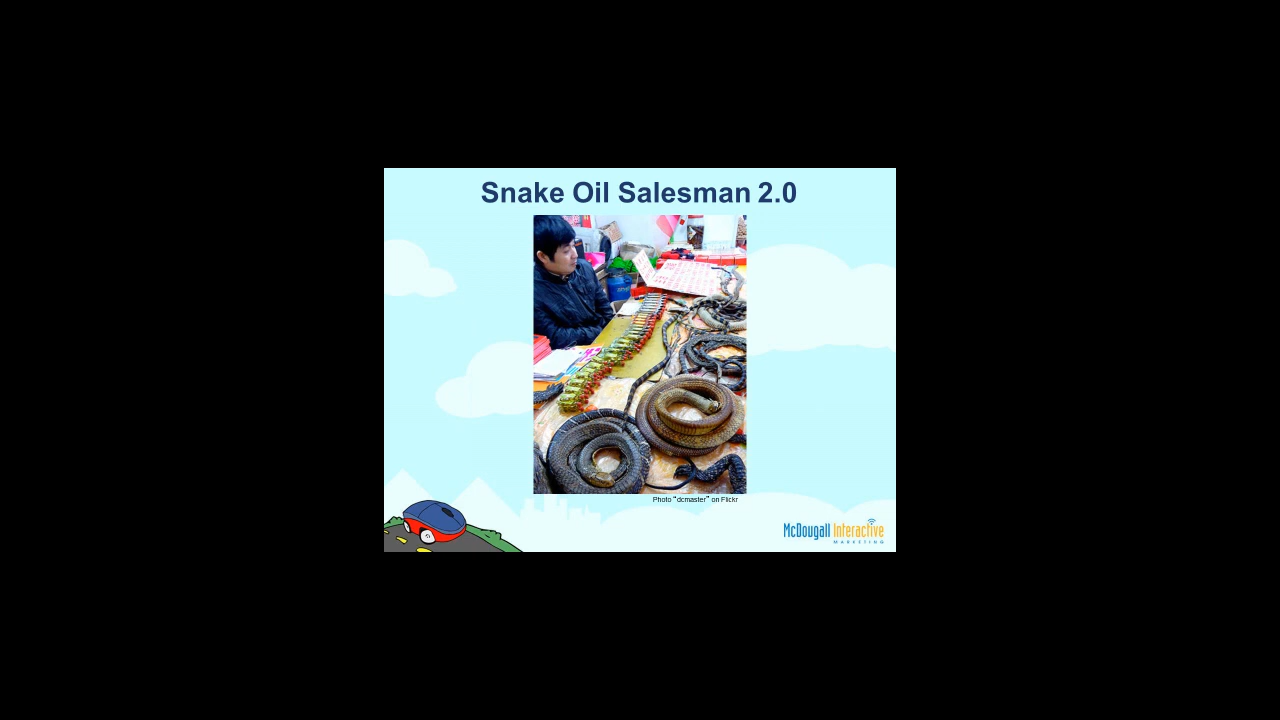 Snake Oil Salesman 2.0
Photo “dcmaster” on Flickr
McDougall Interactive
MARKETING